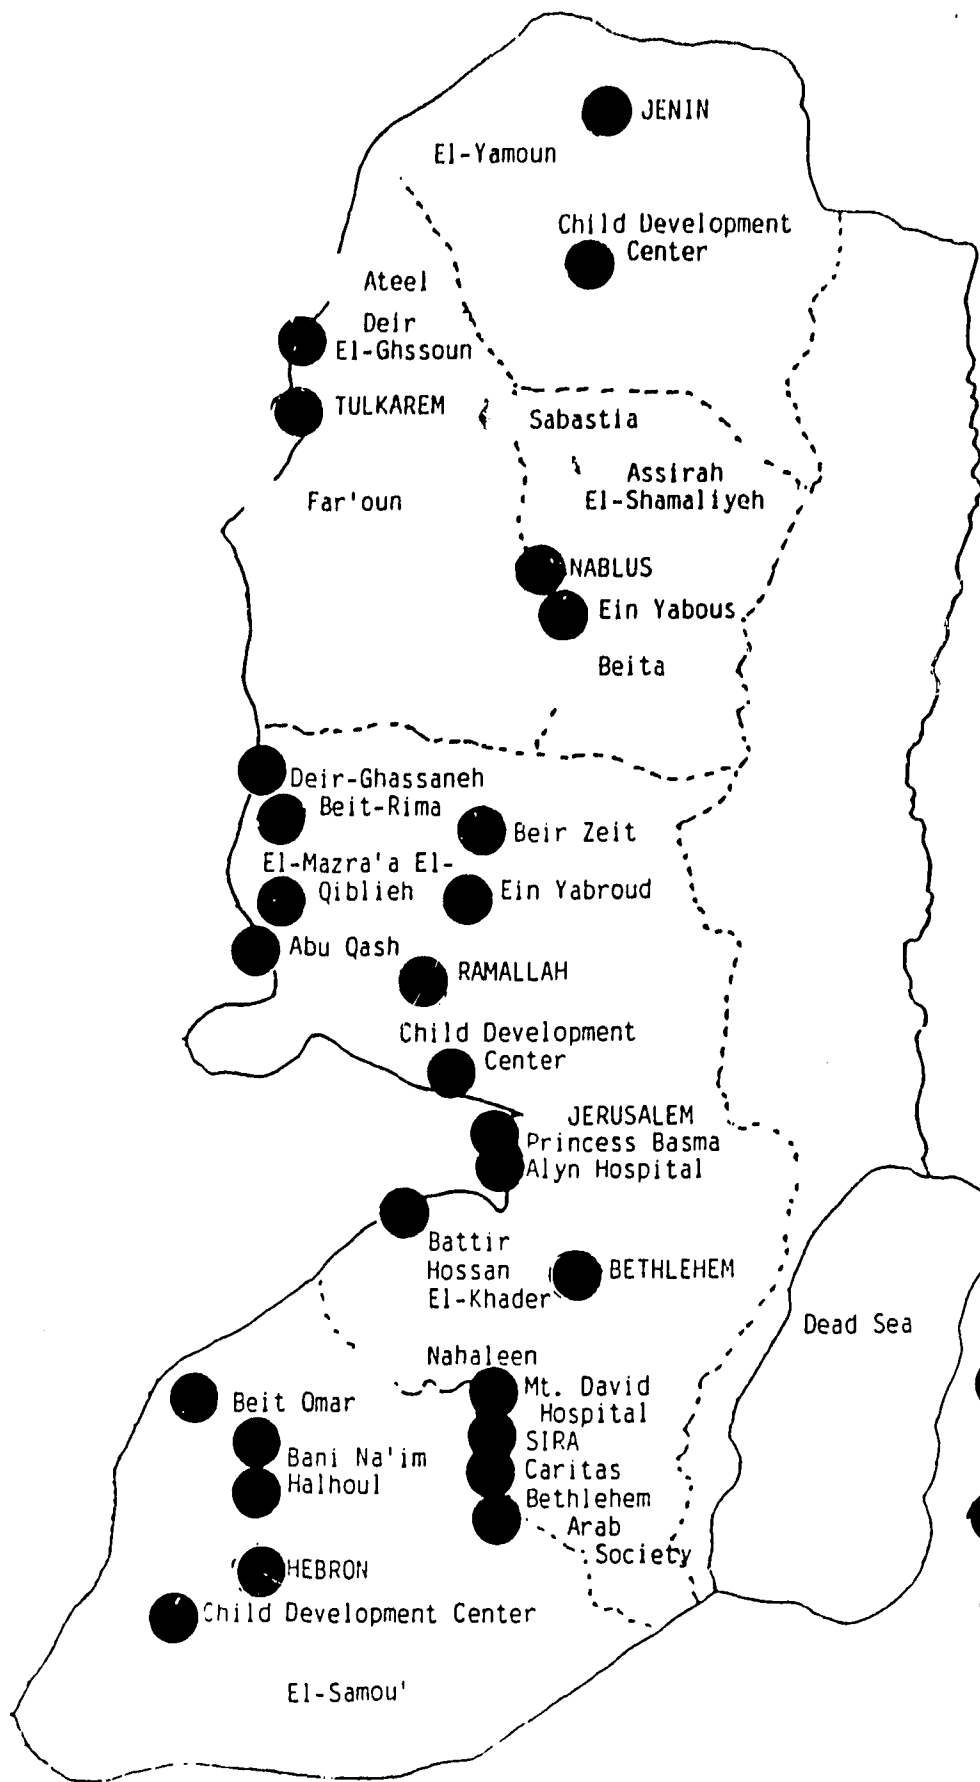 JENIN
El-Yamoun
Child Development
Center
Ateel
Deir
El-Ghssoun
TULKAREM
Sabastia
Assirah
El-Shamaliyeh
Far'oun
NABLUS
Ein Yabous
Beita
Deir-Ghassaneh
Beit-Rima
Beir Zeit
El-Mazra'a El-
Qiblieh
Ein Yabroud
Abu Qash
RAMALLAH
Child Development
Center
JERUSALEM
Princess Basma
Alyn Hospital
Battir
Hossan
El-Khader
BETHLEHEM
Dead Sea
Nahaleen
Mt. David
Hospital
Beit Omar
SIRA
Bani Na'im
Caritas
Halhoul
Bethlehem
Arab
Society
HEBRON
Child Development Center
El-Samou'